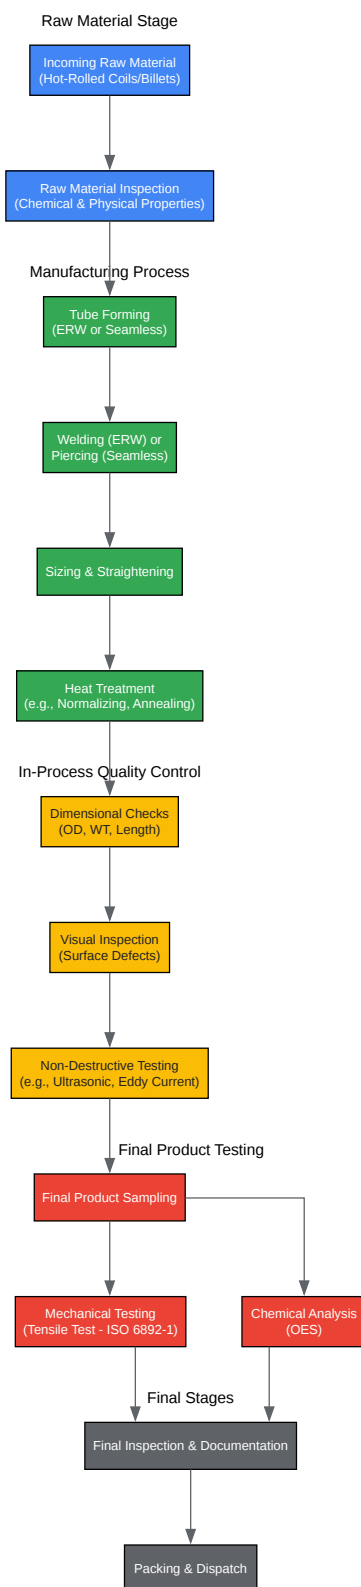 Raw Material Stage
Incoming Raw Material
(Hot-Rolled Coils/Billets)
Raw Material Inspection
(Chemical & Physical Properties)
Manufacturing Process
Tube Forming
(ERW or Seamless)
Welding (ERW) or
Piercing (Seamless)
Sizing & Straightening
Heat Treatment
(e.g., Normalizing, Annealing)
In-Process Quality Control
Dimensional Checks
(OD, WT, Length)
Visual Inspection
(Surface Defects)
Non-Destructive Testing
(e.g., Ultrasonic, Eddy Current)
Final Product Testing
Final Product Sampling
Mechanical Testing
(Tensile Test - ISO 6892-1)
Chemical Analysis
(OES)
Final Stages
Final Inspection & Documentation
Packing & Dispatch